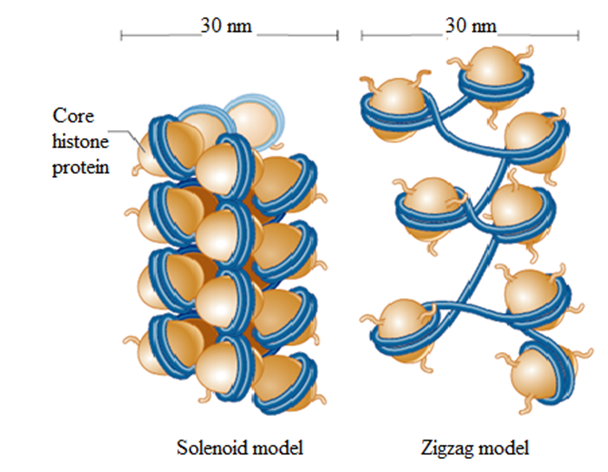 30 nm
30 nm
Core
histone
protein
Solenoid model
Zigzag model